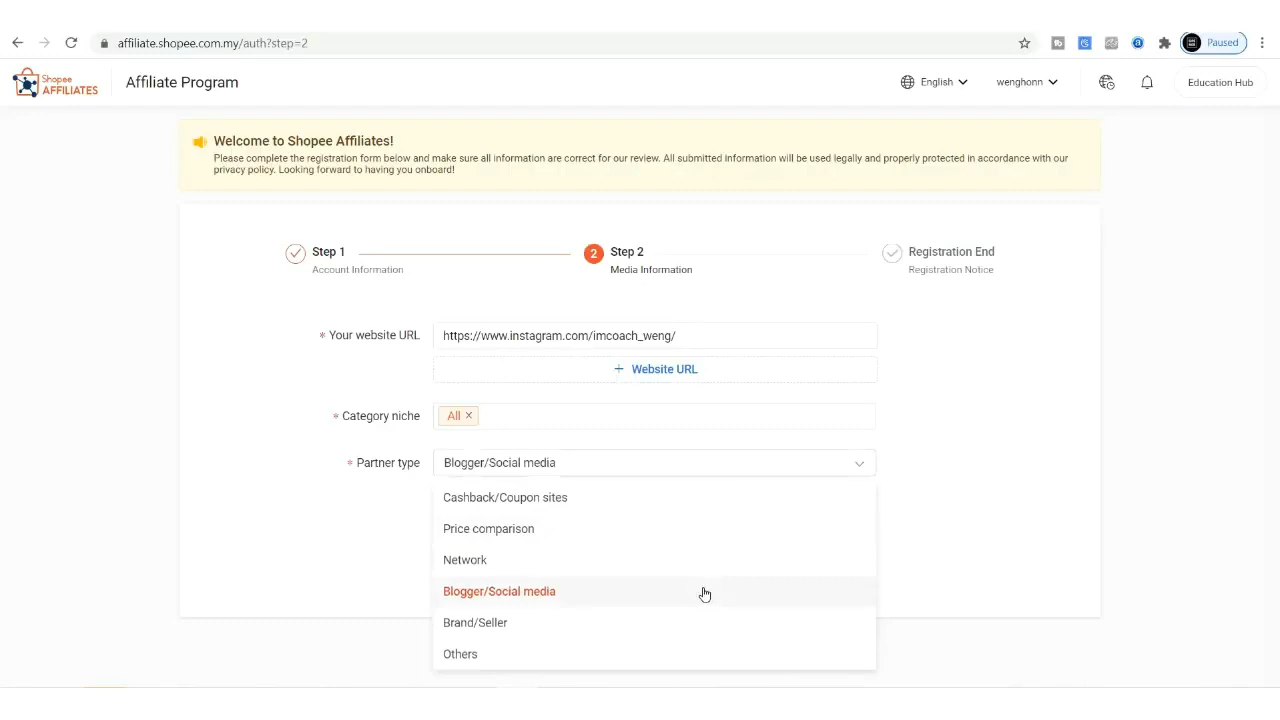 affiliate.shopee.com.my/auth?step=2
Paused
Shopee
AFFILIATES
Affiliate Program
English
wenghonn
Education Hub
Welcome to Shopee Affiliates!
Please complete the registration form below and make sure all information are correct for our review. All submitted information will be used legally and properly protected in accordance with our
privacy policy. Looking forward to having you onboard!
Step 1
Account Information
2
Step 2
Media Information
Registration End
Registration Notice
* Your website URL
https://www.instagram.com/imcoach_weng/
+ Website URL
* Category niche
All ×
* Partner type
Blogger/Social media
Cashback/Coupon sites
Price comparison
Network
Blogger/Social media
Brand/Seller
Others